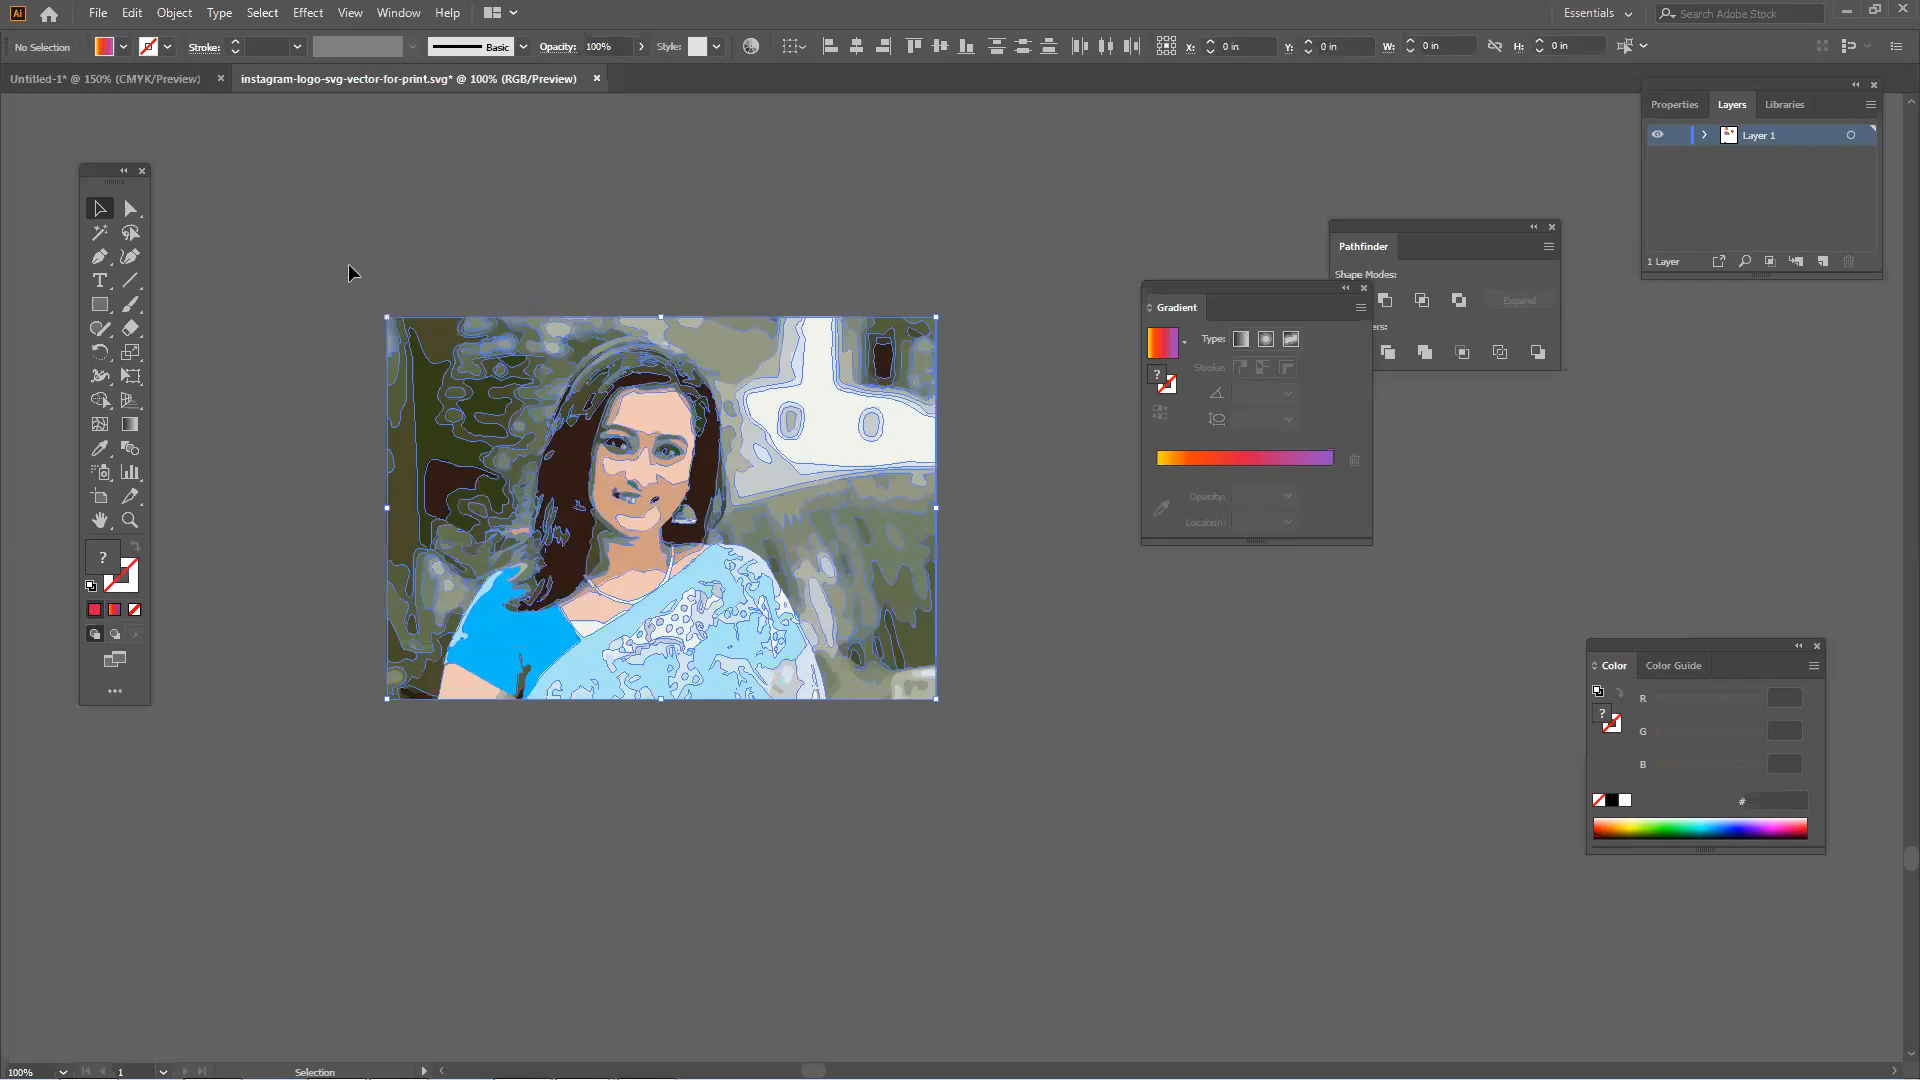 Ai
File Edit Object Type Select Effect View Window Help
Essentials
Search Adobe Stock
No Selection
Stroke:
Basic
Opacity: 100%
Style:
X: 0 in
Y: 0 in
W: 0 in
H: 0 in
Untitled-1* @ 150% (CMYK/Preview) ×
instagram-logo-svg-vector-for-print.svg* @ 100% (RGB/Preview) ×
Properties Layers Libraries
Layer 1
1 Layer
Pathfinder
Shape Modes:
Expand
ers:
Gradient
Type:
Stroke:
Opacity:
Location:
T
?
?
Color Color Guide
R
?
G
B
#
100%
1
Selection